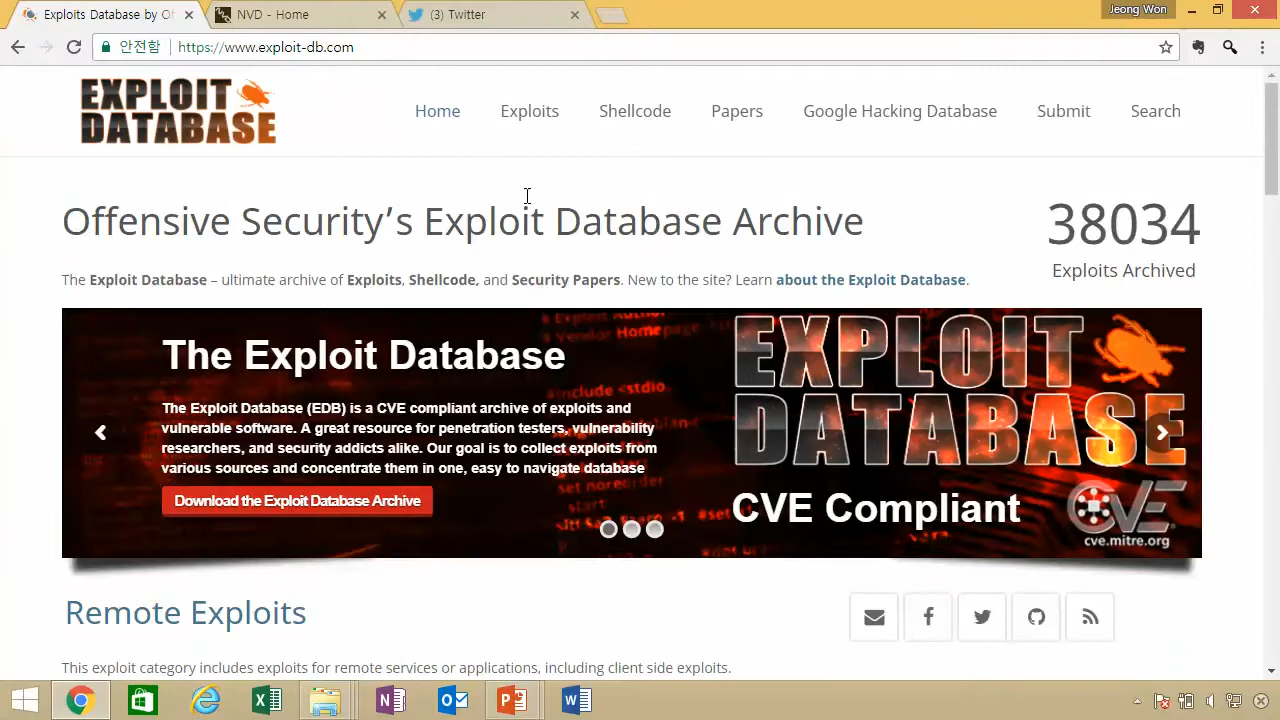 Exploits Database by Of
NVD - Home
(3) Twitter
Jeong Won
안전함
https://www.exploit-db.com
EXPLOIT
DATABASE
Home
Exploits
Shellcode
Papers
Google Hacking Database
Submit
Search
Offensive Security’s Exploit Database Archive
38034
Exploits Archived
The Exploit Database – ultimate archive of Exploits, Shellcode, and Security Papers. New to the site? Learn about the Exploit Database.
The Exploit Database
The Exploit Database (EDB) is a CVE compliant archive of exploits and
vulnerable software. A great resource for penetration testers, vulnerability
researchers, and security addicts alike. Our goal is to collect exploits from
various sources and concentrate them in one, easy to navigate database
Download the Exploit Database Archive
# Exploit Author
# Vendor Homepage
include <stdio
EXPLOIT
DATABASE
CVE Compliant
CVE
cve.mitre.org
Remote Exploits
This exploit category includes exploits for remote services or applications, including client side exploits.